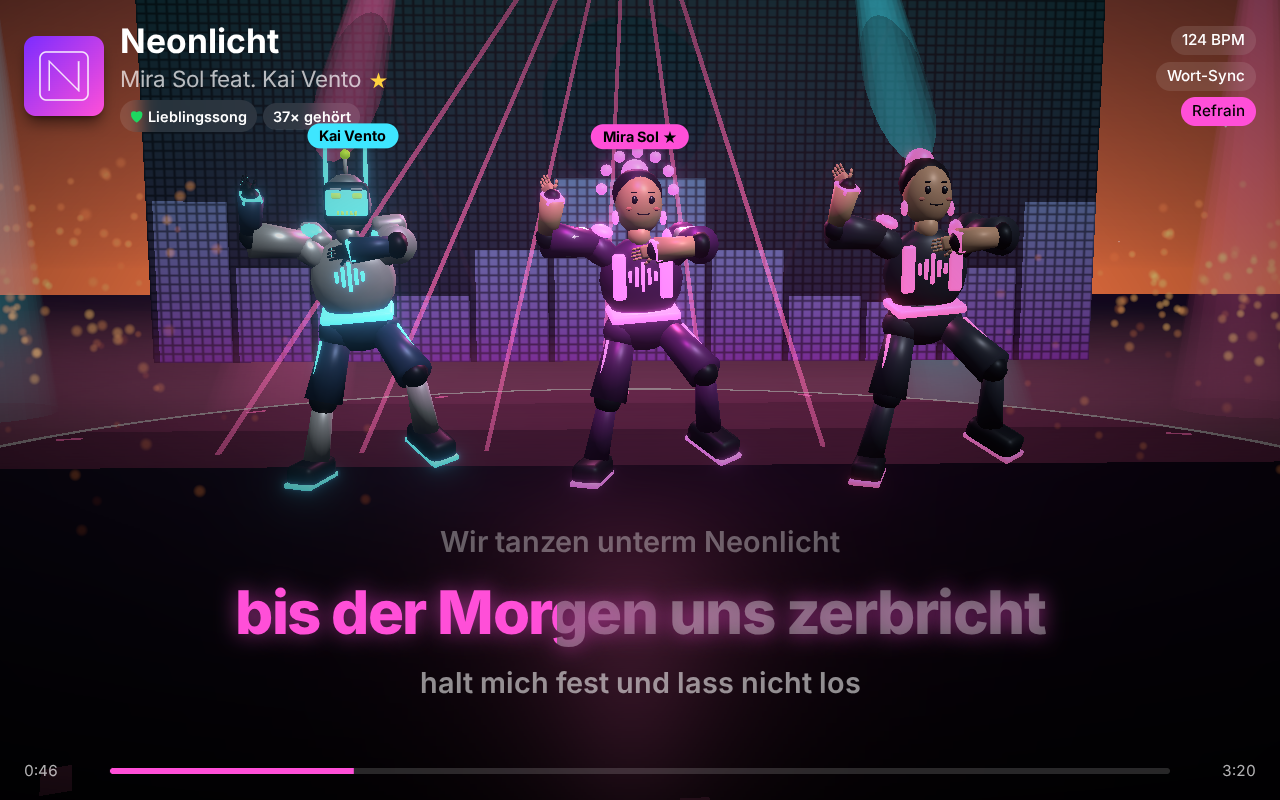 N
Neonlicht
Mira Sol feat. Kai Vento ★
Lieblingssong
37× gehört
124 BPM
Wort-Sync
Refrain
Kai Vento
Mira Sol ★
Wir tanzen unterm Neonlicht
bis der Morgen uns zerbricht
halt mich fest und lass nicht los
0:46
3:20